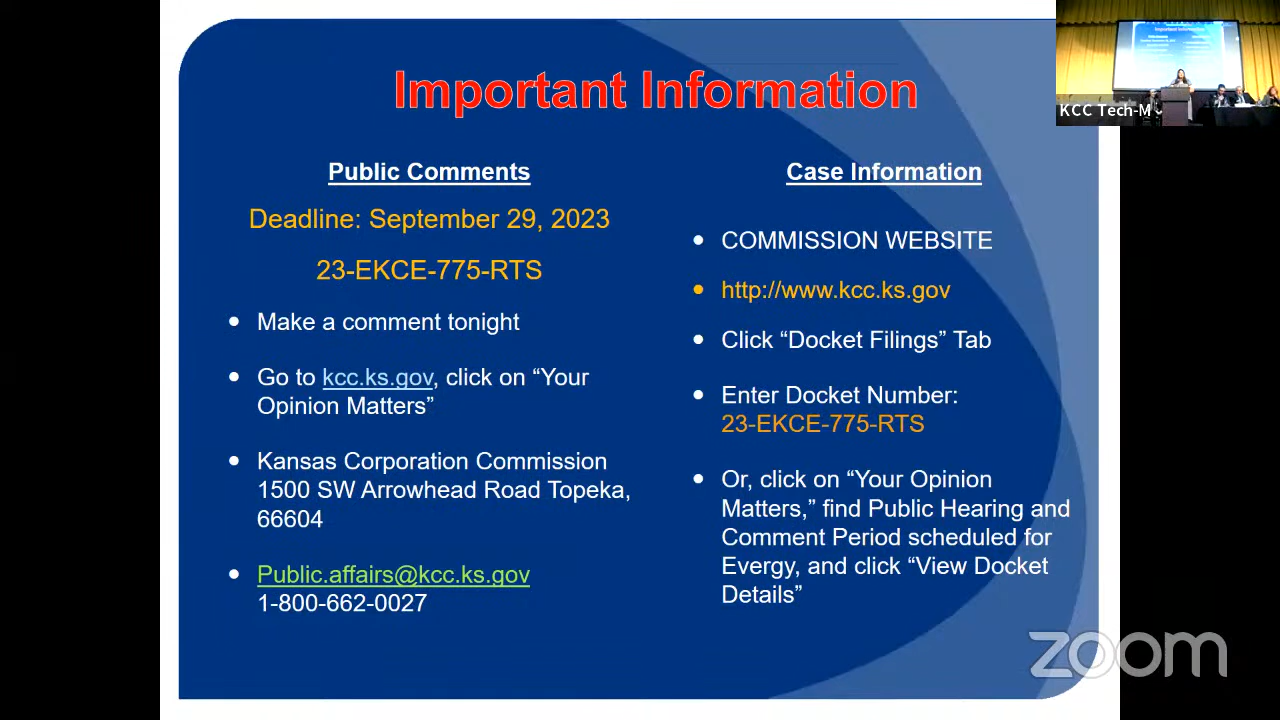 Important Information
Public Comments
Deadline: September 29, 2023
23-EKCE-775-RTS
• Make a comment tonight
• Go to kcc.ks.gov, click on “Your
Opinion Matters”
• Kansas Corporation Commission
1500 SW Arrowhead Road Topeka,
66604
• Public.affairs@kcc.ks.gov
1-800-662-0027
Case Information
• COMMISSION WEBSITE
• http://www.kcc.ks.gov
• Click “Docket Filings” Tab
• Enter Docket Number:
23-EKCE-775-RTS
• Or, click on “Your Opinion
Matters,” find Public Hearing and
Comment Period scheduled for
Evergy, and click “View Docket
Details”
Important Information
KCC Tech-M
zoom